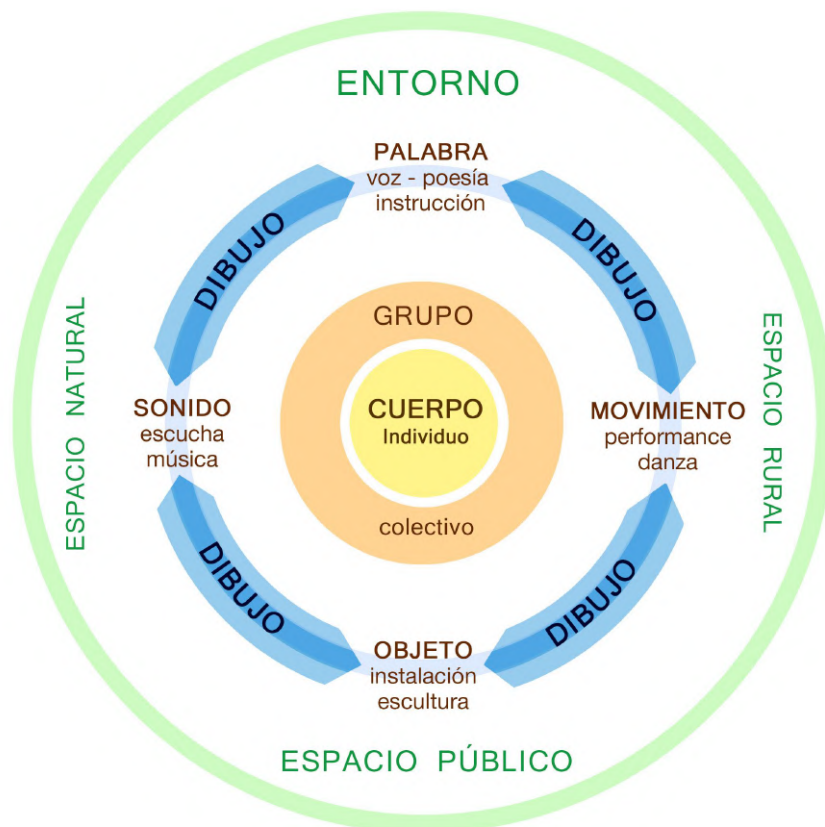 ENTORNO
PALABRA
voz - poesía
instrucción
DIBUJO
DIBUJO
GRUPO
ESPACIO NATURAL
SONIDO
escucha
música
CUERPO
Individuo
MOVIMIENTO
performance
danza
ESPACIO RURAL
colectivo
DIBUJO
DIBUJO
OBJETO
instalación
escultura
ESPACIO PÚBLICO